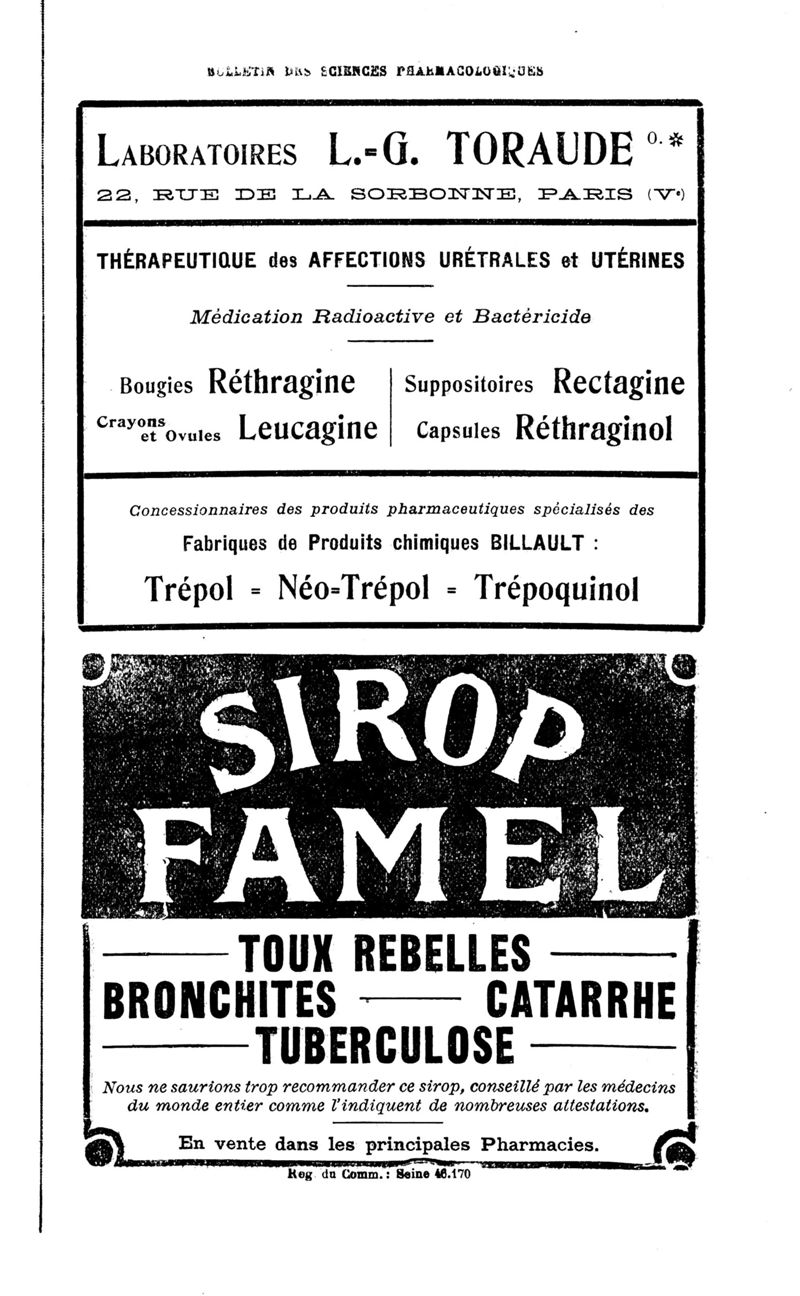 BULLETIN DES SCIENCES PHARMACOLOGIQUES
LABORATOIRES L.=G. TORAUDE O. *
22, RUE DE LA SORBONNE, PARIS (Ve)
THÉRAPEUTIQUE des AFFECTIONS URÉTRALES et UTÉRINES
Médication Radioactive et Bactéricide
Bougies Réthragine
Crayons et Ovules Leucagine
Suppositoires Rectagine
Capsules Réthraginol
Concessionnaires des produits pharmaceutiques spécialisés des
Fabriques de Produits chimiques BILLAULT :
Trépol = Néo=Trépol = Trépoquinol
SIROP
FAMEL
TOUX REBELLES
BRONCHITES — CATARRHE
TUBERCULOSE
Nous ne saurions trop recommander ce sirop, conseillé par les médecins
du monde entier comme l'indiquent de nombreuses attestations.
En vente dans les principales Pharmacies.
Reg. du Comm. : Seine 46.170